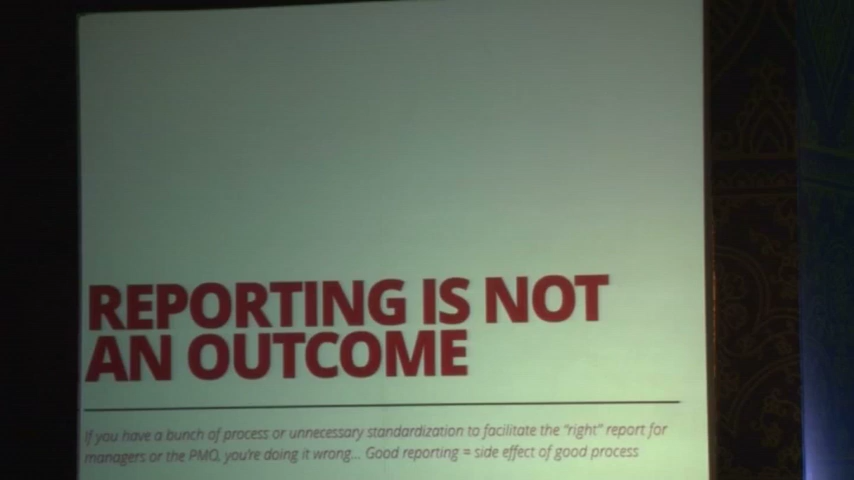 REPORTING IS NOT
AN OUTCOME
If you have a bunch of process or unnecessary standardization to facilitate the "right" report for
managers or the PMO, you're doing it wrong... Good reporting = side effect of good process